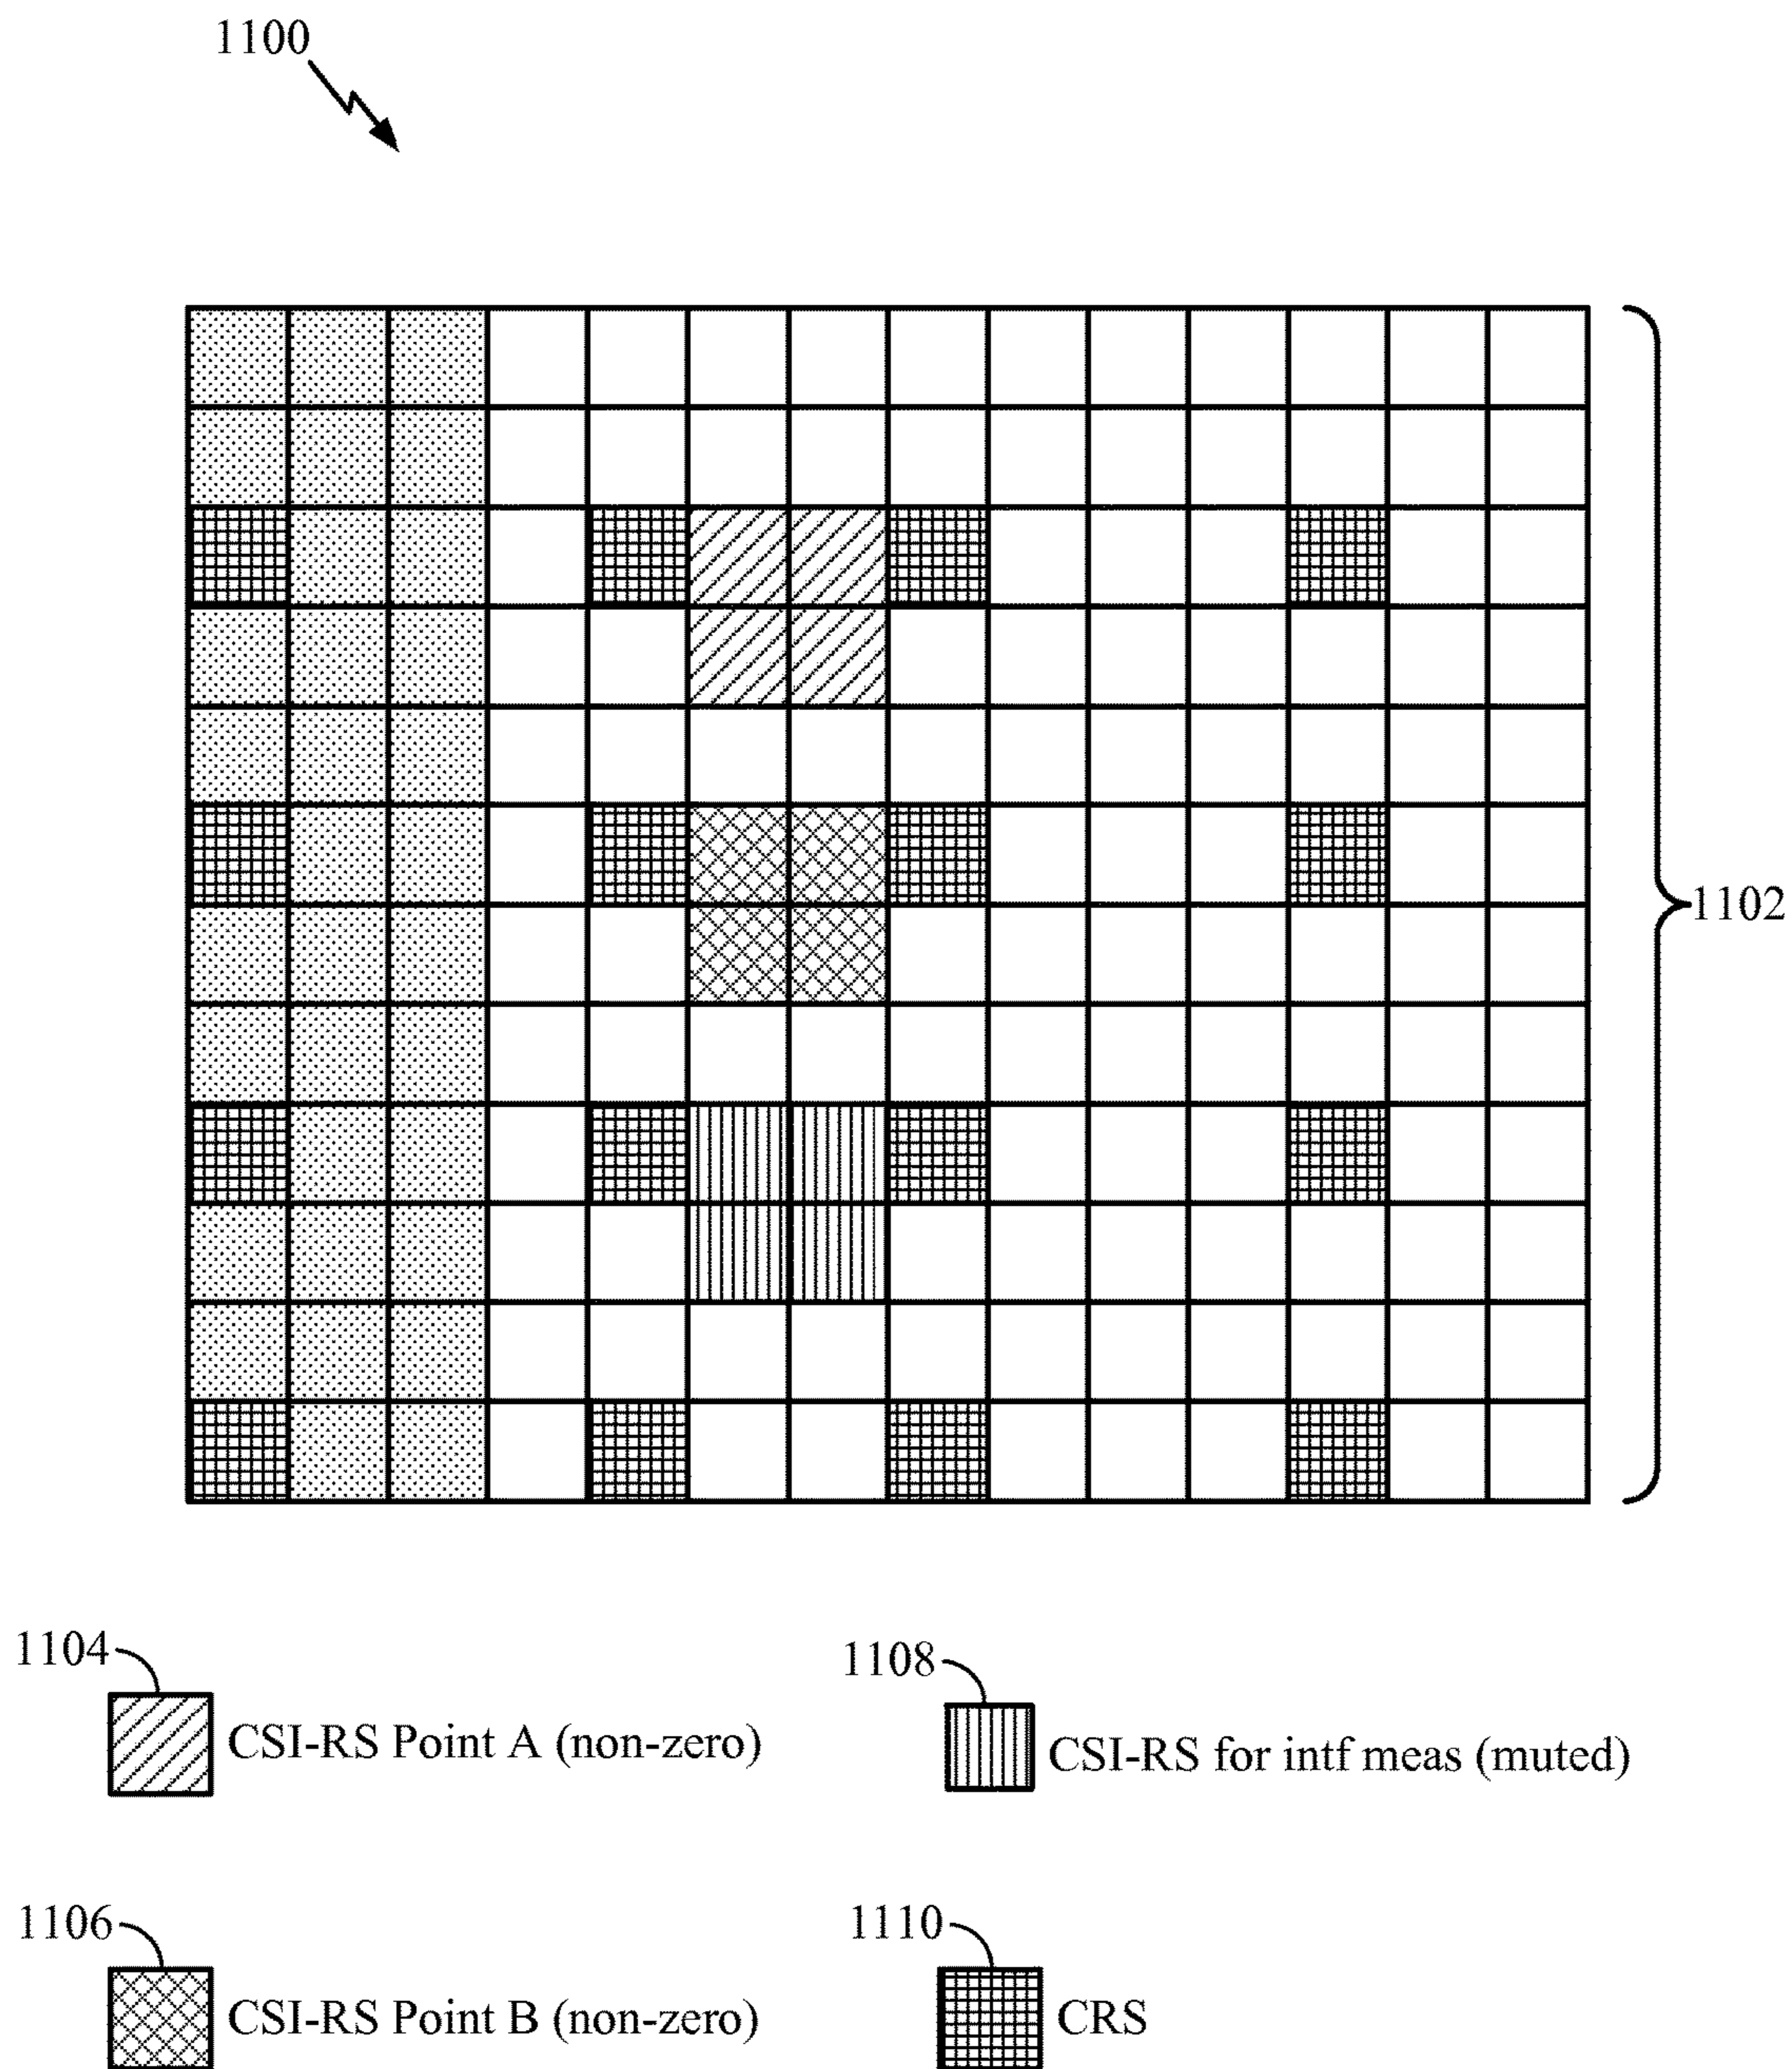 1100
1102
1104
CSI-RS Point A (non-zero)
1108
CSI-RS for intf meas (muted)
1106
CSI-RS Point B (non-zero)
1110
CRS